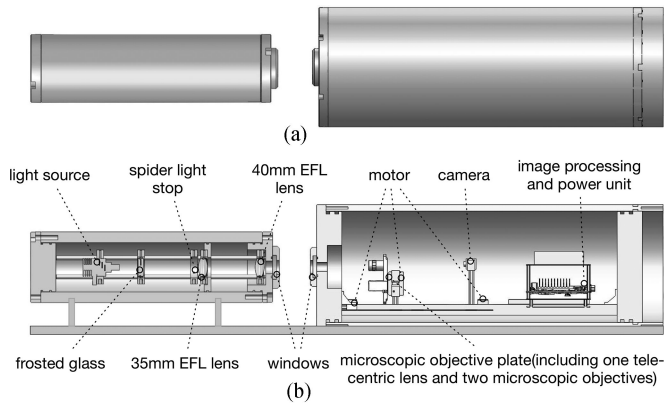 (a)
light source
spider light
stop
40mm EFL
lens
motor
camera
image processing
and power unit
frosted glass
35mm EFL lens
windows
microscopic objective plate(including one tele-
centric lens and two microscopic objectives)
(b)